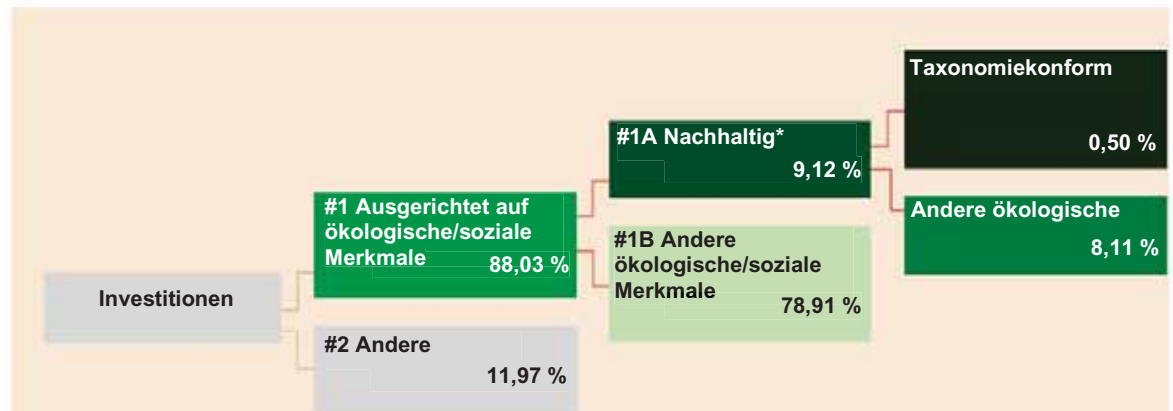 Taxonomiekonform
0,50 %
#1A Nachhaltig*
9,12 %
#1 Ausgerichtet auf
ökologische/soziale
Merkmale
88,03 %
Andere ökologische
8,11 %
#1B Andere
ökologische/soziale
Merkmale
78,91 %
Investitionen
#2 Andere
11,97 %